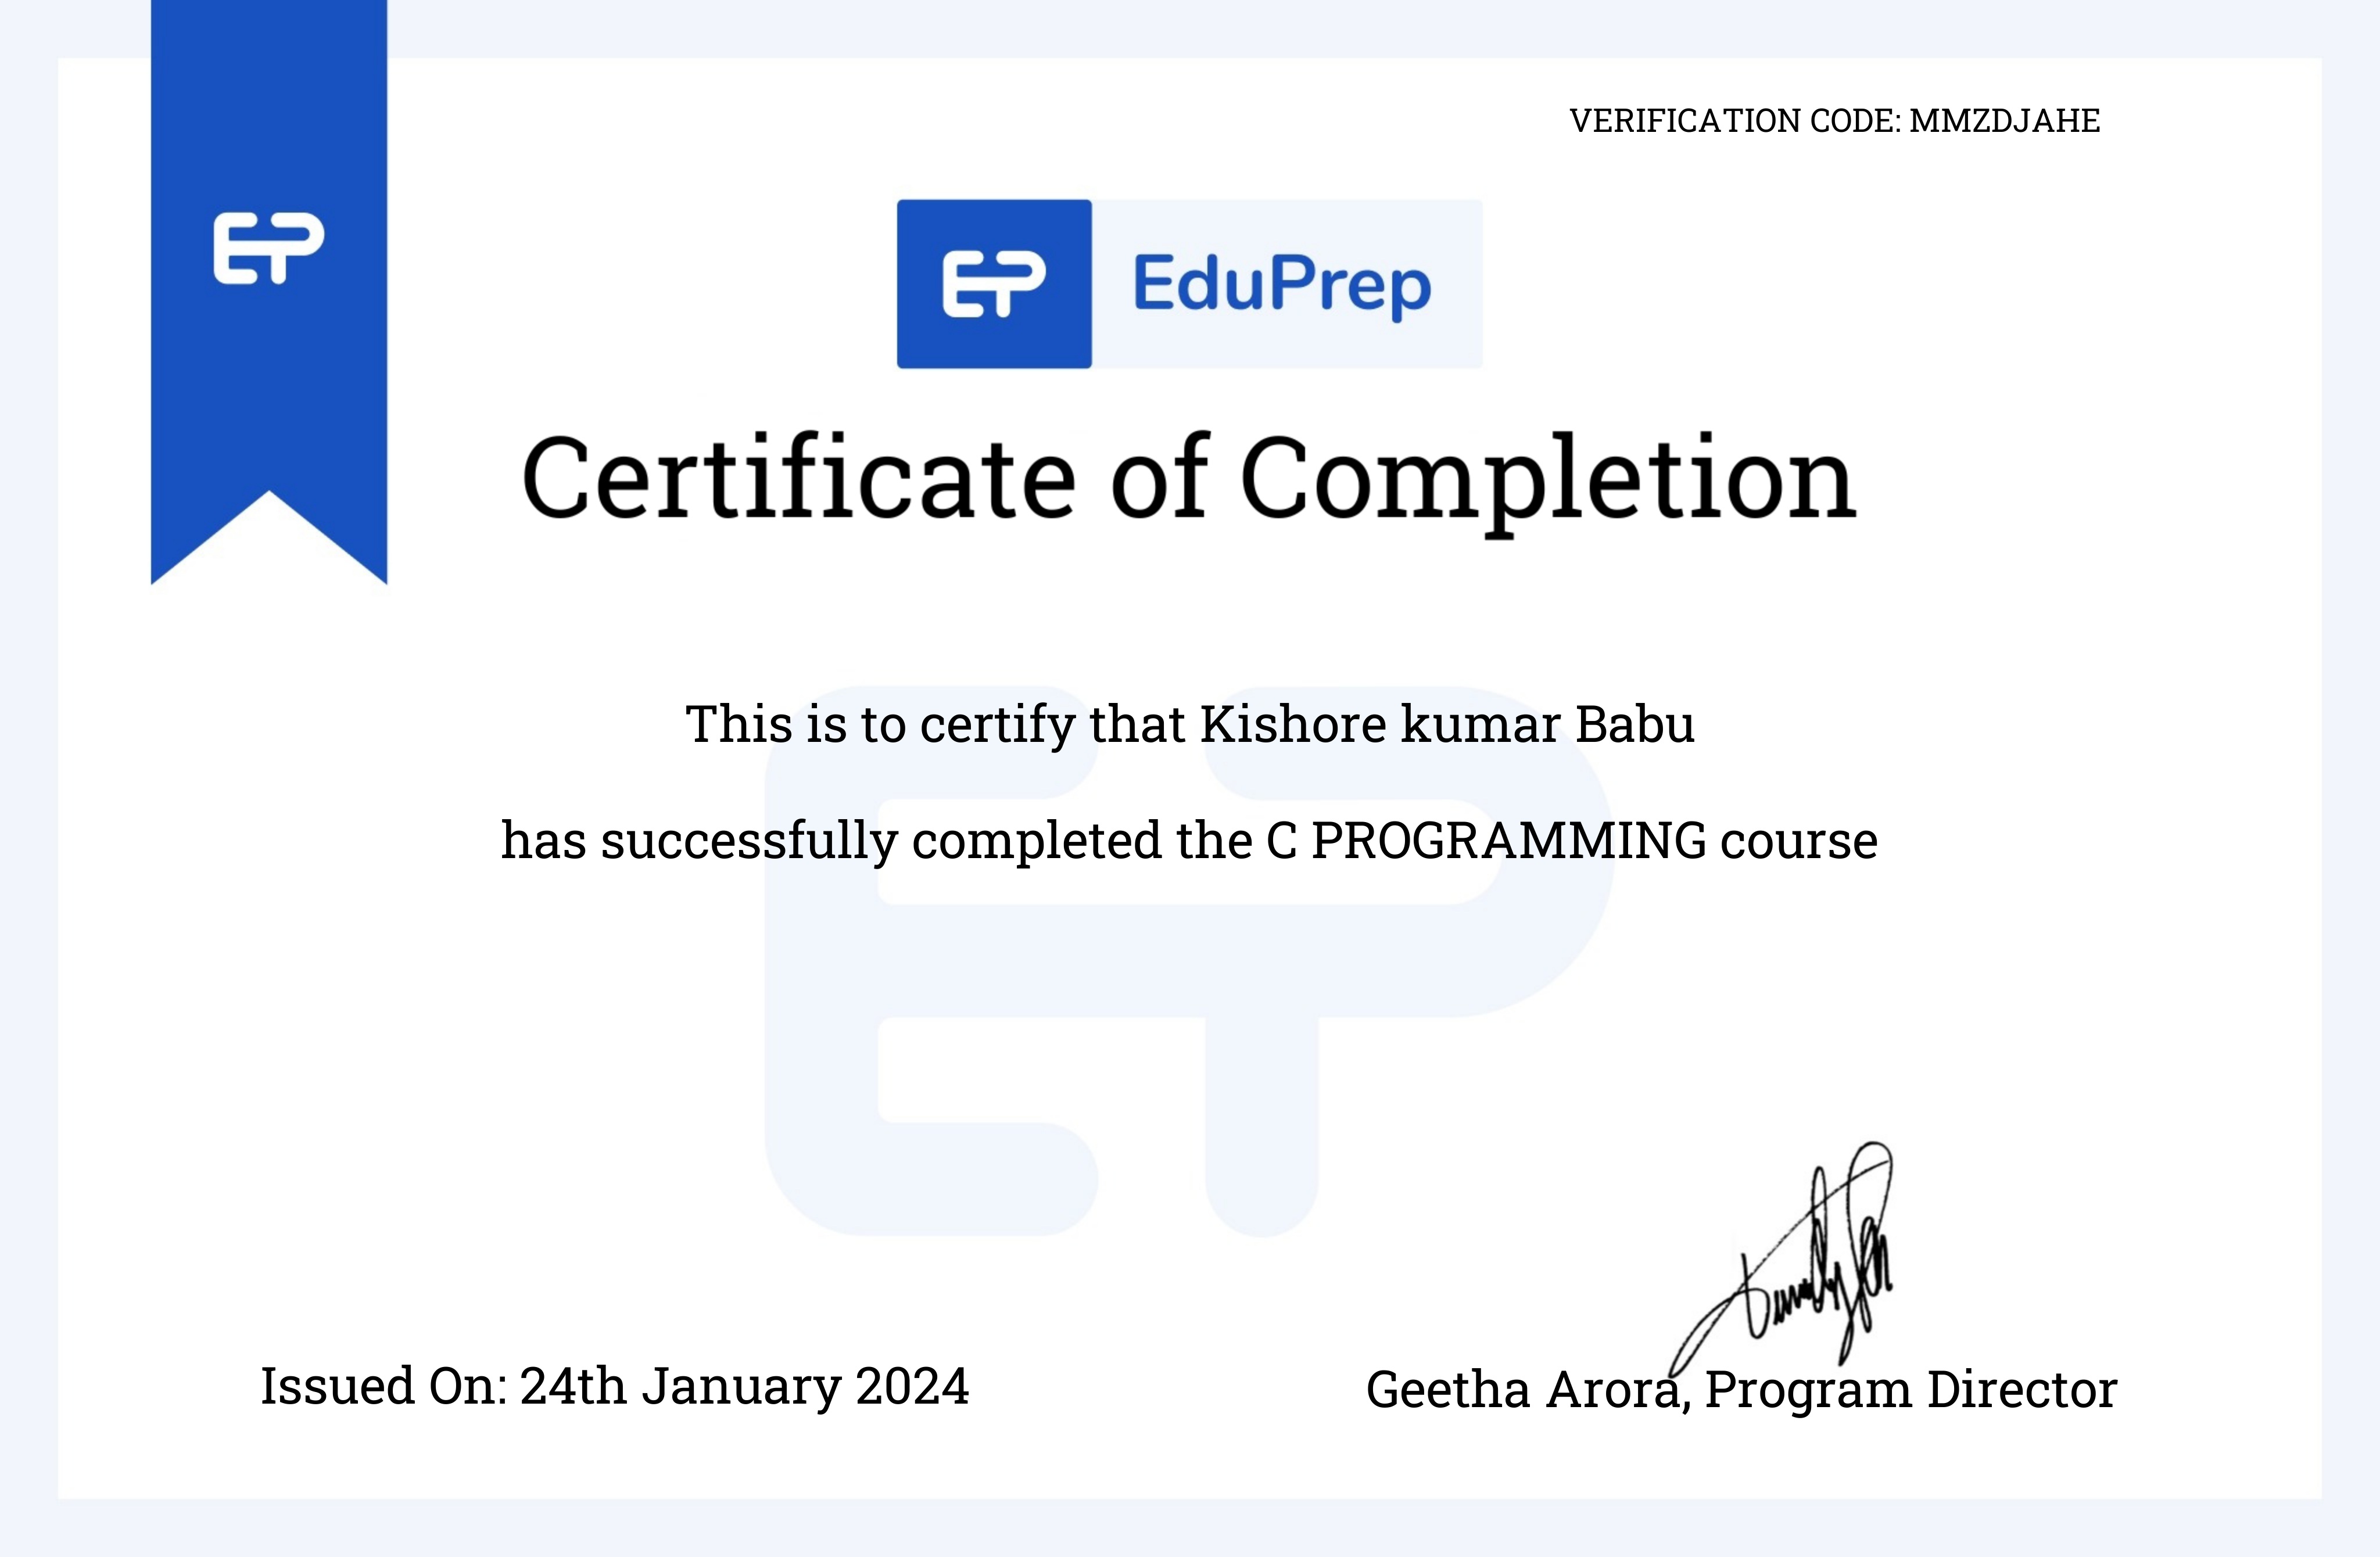 VERIFICATION CODE: MMZDJAHE
EP
EP EduPrep
Certificate of Completion
This is to certify that Kishore kumar Babu
has successfully completed the C PROGRAMMING course
Issued On: 24th January 2024
Geetha Arora, Program Director